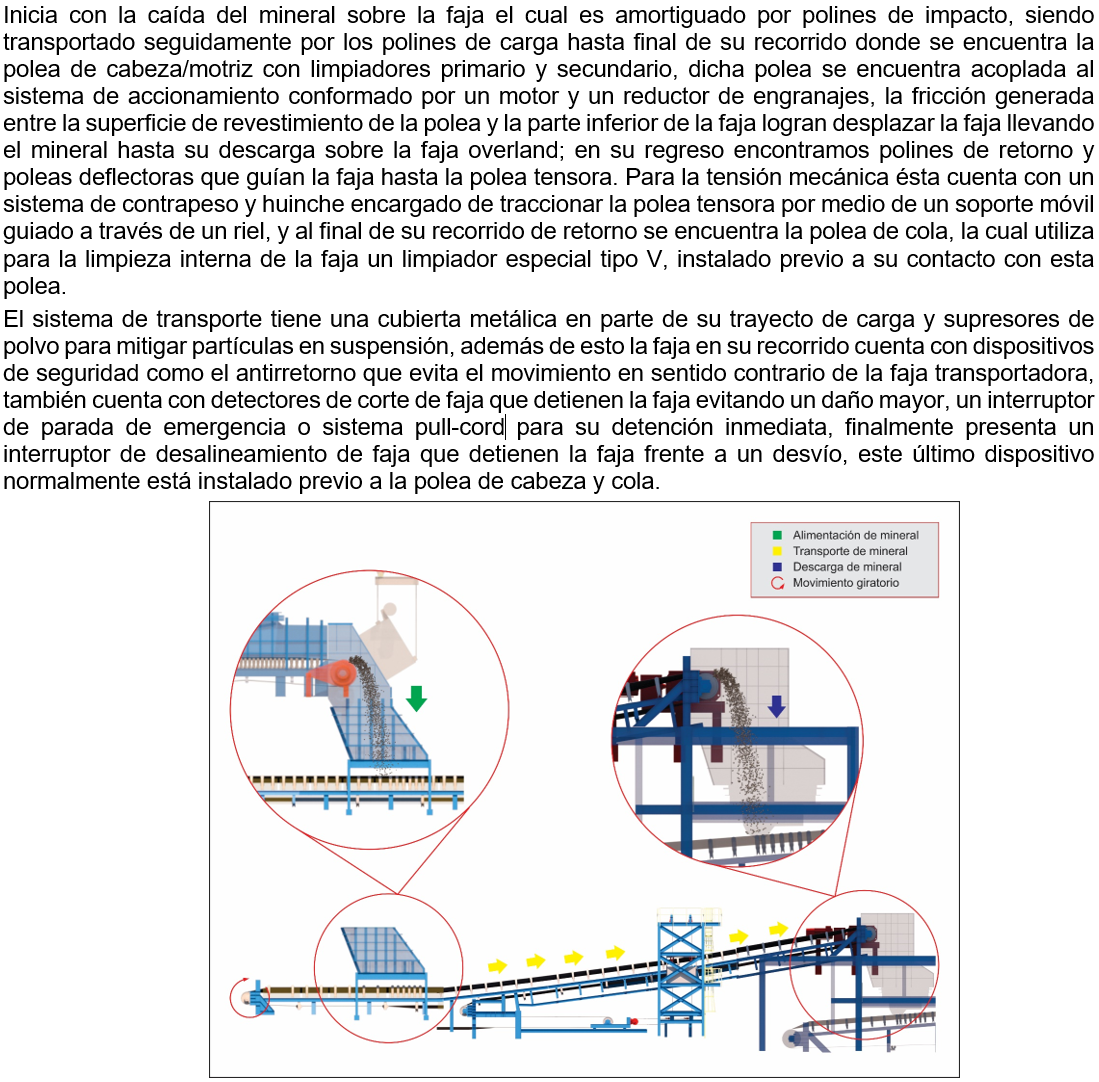 Inicia con la caída del mineral sobre la faja el cual es amortiguado por polines de impacto, siendo
transportado seguidamente por los polines de carga hasta final de su recorrido donde se encuentra la
polea de cabeza/motriz con limpiadores primario y secundario, dicha polea se encuentra acoplada al
sistema de accionamiento conformado por un motor y un reductor de engranajes, la fricción generada
entre la superficie de revestimiento de la polea y la parte inferior de la faja logran desplazar la faja llevando
el mineral hasta su descarga sobre la faja overland; en su regreso encontramos polines de retorno y
poleas deflectoras que guían la faja hasta la polea tensora. Para la tensión mecánica ésta cuenta con un
sistema de contrapeso y huinche encargado de traccionar la polea tensora por medio de un soporte móvil
guiado a través de un riel, y al final de su recorrido de retorno se encuentra la polea de cola, la cual utiliza
para la limpieza interna de la faja un limpiador especial tipo V, instalado previo a su contacto con esta
polea.
El sistema de transporte tiene una cubierta metálica en parte de su trayecto de carga y supresores de
polvo para mitigar partículas en suspensión, además de esto la faja en su recorrido cuenta con dispositivos
de seguridad como el antirretorno que evita el movimiento en sentido contrario de la faja transportadora,
también cuenta con detectores de corte de faja que detienen la faja evitando un daño mayor, un interruptor
de parada de emergencia o sistema pull-cord para su detención inmediata, finalmente presenta un
interruptor de desalineamiento de faja que detienen la faja frente a un desvío, este último dispositivo
normalmente está instalado previo a la polea de cabeza y cola.
Alimentación de mineral
Transporte de mineral
Descarga de mineral
Movimiento giratorio